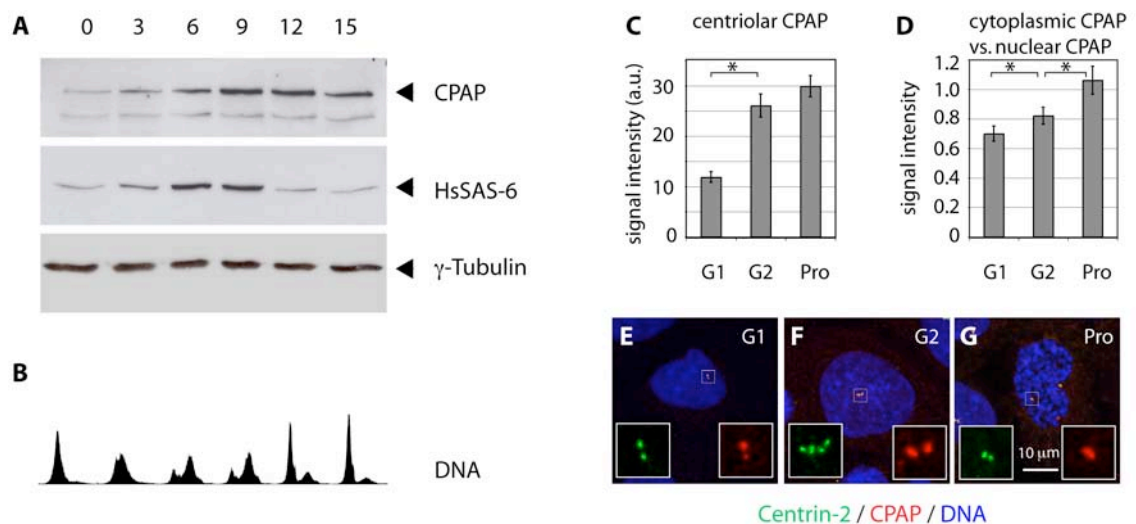 A
0 3 6 9 12 15
CPAP
HsSAS-6
γ-Tubulin
B
DNA
C
centriolar CPAP
signal intensity (a.u.)
30
20
10
0
G1 G2 Pro
*
D
cytoplasmic CPAP
vs. nuclear CPAP
signal intensity
1.2
1.0
0.8
0.6
0.4
0.2
0
G1 G2 Pro
* *
E G1
F G2
G Pro
10 μm
Centrin-2 / CPAP / DNA